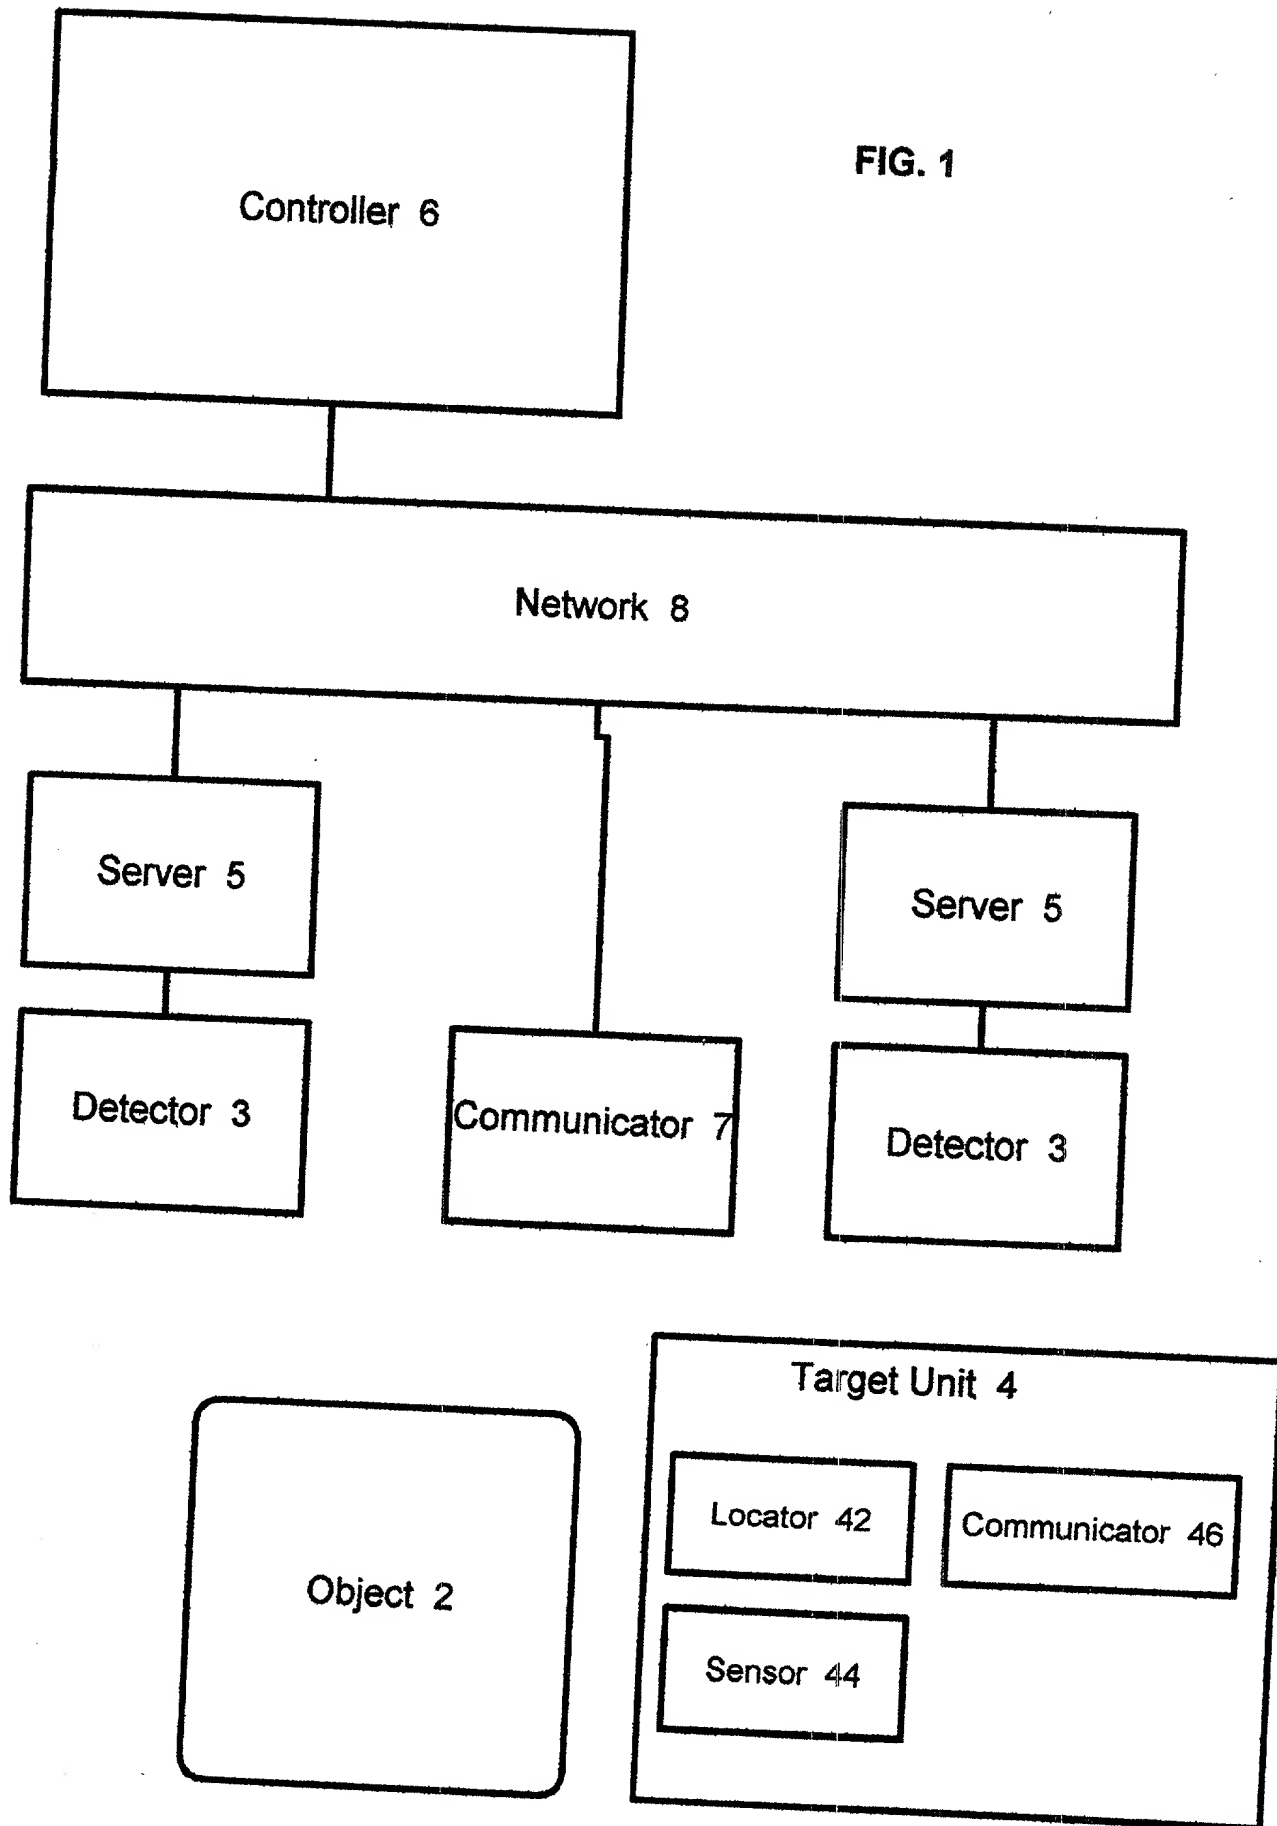 FIG. 1
Controller 6
Network 8
Server 5
Server 5
Detector 3
Communicator 7
Detector 3
Target Unit 4
Locator 42
Communicator 46
Object 2
Sensor 44